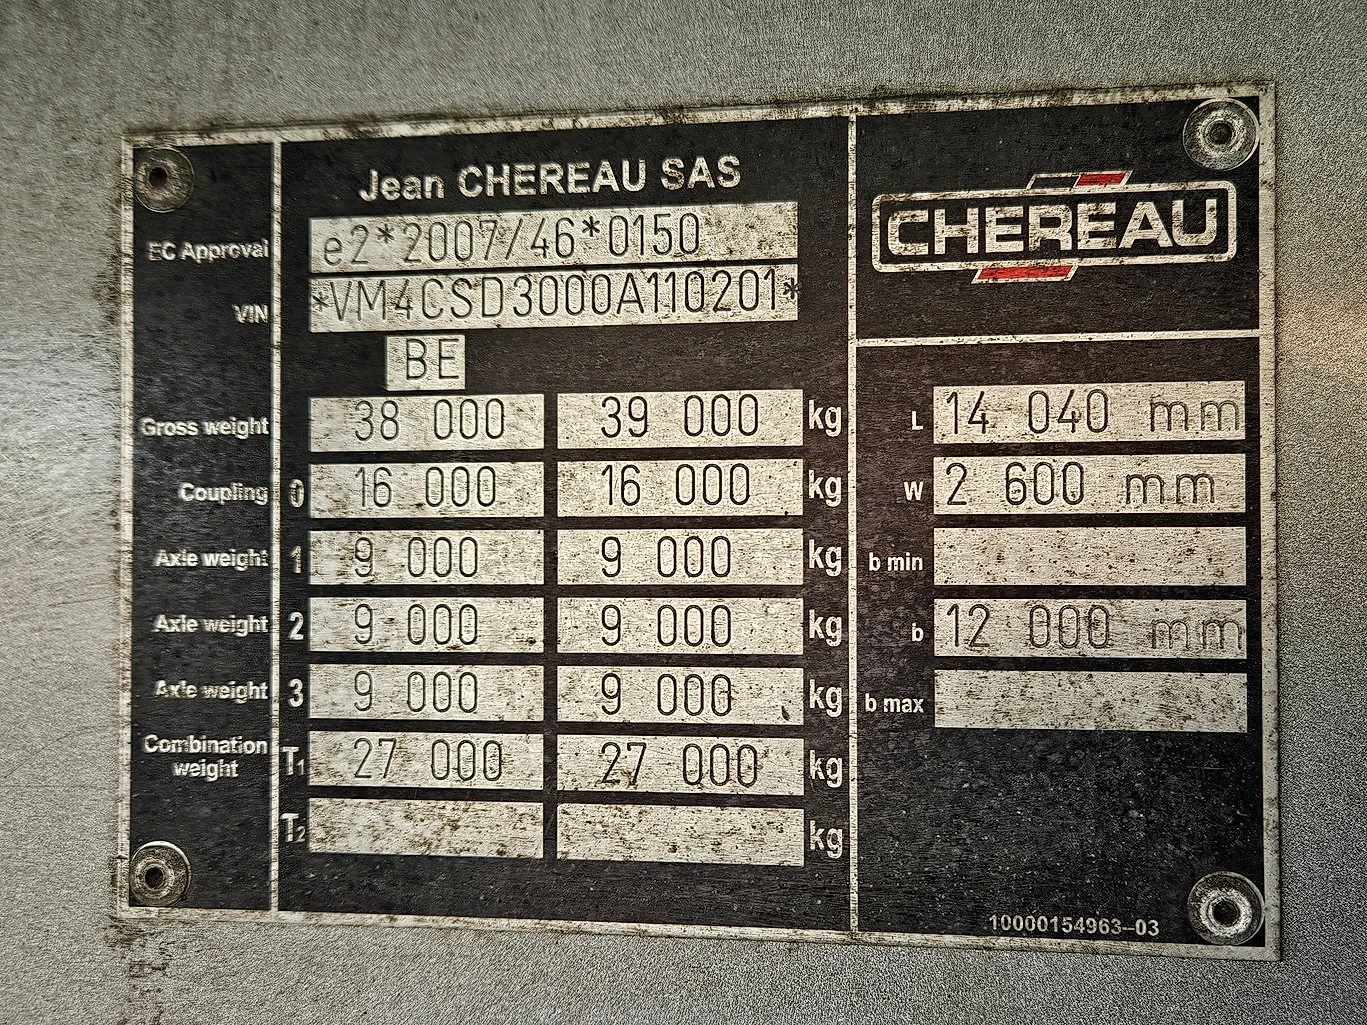 Jean CHEREAU SAS
CHEREAU
EC Approval e2*2007/46*0150
VIN *VM4CSD3000A110201*
BE
Gross weight 38 000 39 000 kg
Coupling 0 16 000 16 000 kg
Axle weight 1 9 000 9 000 kg
Axle weight 2 9 000 9 000 kg
Axle weight 3 9 000 9 000 kg
Combination
weight T1 27 000 27 000 kg
T2 kg
L 14 040 mm
W 2 600 mm
b min
b 12 000 mm
b max
10000154963–03